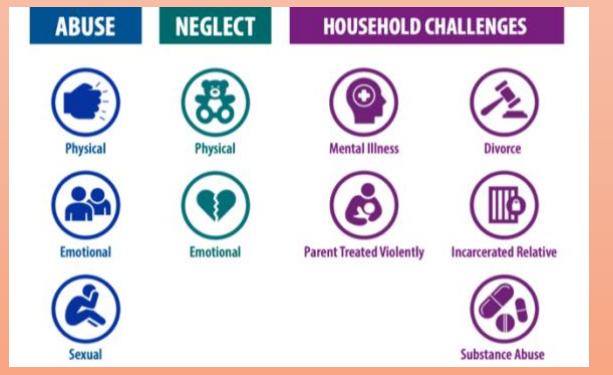 ABUSE
NEGLECT
HOUSEHOLD CHALLENGES
Physical
Physical
Mental Illness
Divorce
Emotional
Emotional
Parent Treated Violently
Incarcerated Relative
Sexual
Substance Abuse